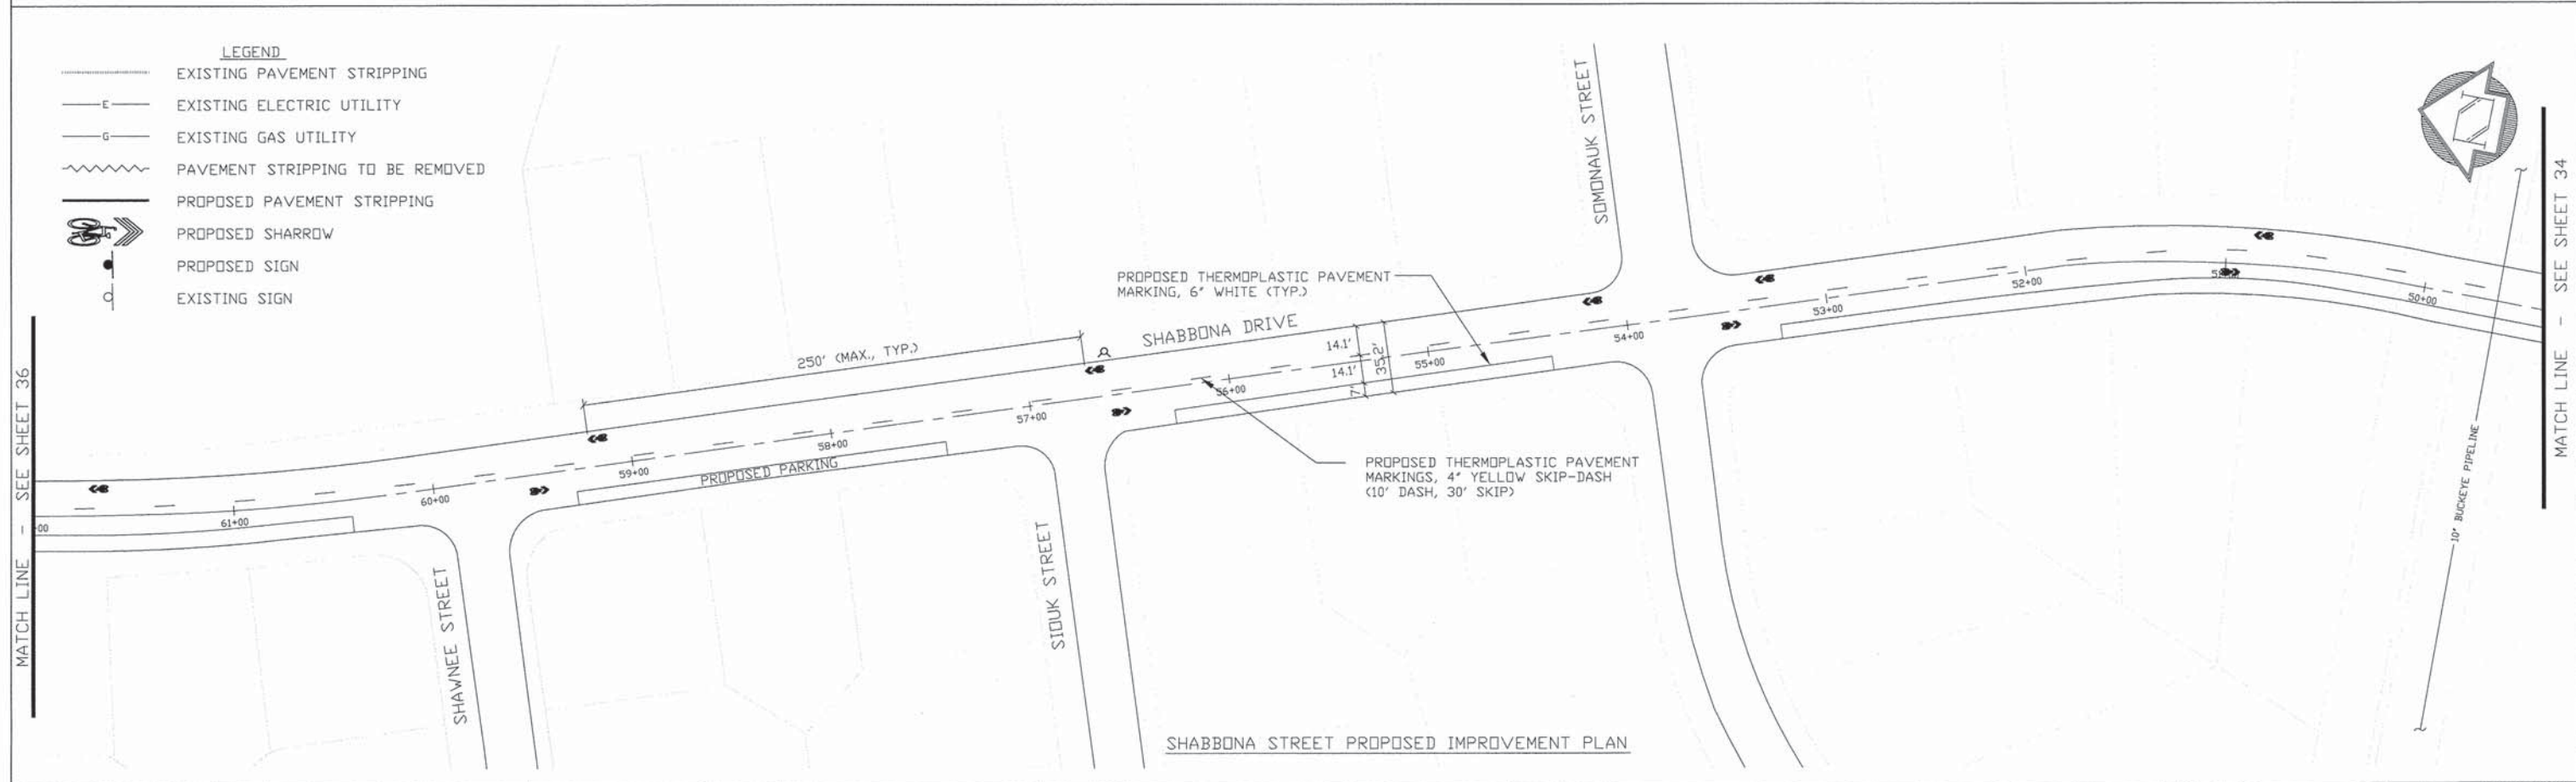 LEGEND
EXISTING PAVEMENT STRIPPING
E EXISTING ELECTRIC UTILITY
G EXISTING GAS UTILITY
PAVEMENT STRIPPING TO BE REMOVED
PROPOSED PAVEMENT STRIPPING
PROPOSED SHARROW
PROPOSED SIGN
EXISTING SIGN
MATCH LINE - SEE SHEET 36
00
61+00
60+00
59+00
58+00
57+00
56+00
55+00
54+00
53+00
52+00
50+00
250' (MAX., TYP.)
SHABBONA DRIVE
PROPOSED PARKING
14.1'
14.1'
7'
35.2'
PROPOSED THERMOPLASTIC PAVEMENT
MARKING, 6" WHITE (TYP.)
PROPOSED THERMOPLASTIC PAVEMENT
MARKINGS, 4" YELLOW SKIP-DASH
(10' DASH, 30' SKIP)
SHAWNEE STREET
SIOUK STREET
SOMONAUK STREET
10" BUCKEYE PIPELINE
MATCH LINE - SEE SHEET 34
SHABBONA STREET PROPOSED IMPROVEMENT PLAN